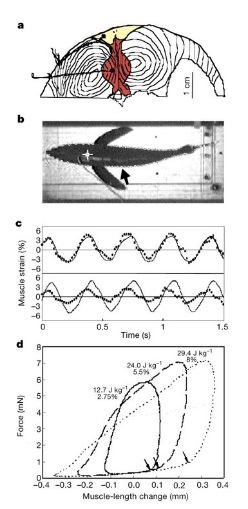 a
1 cm
b
c
Muscle strain (%)
6
3
0
−3
−6
6
3
0
−3
−6
0
0.5
1.0
1.5
Time (s)
d
Force (mN)
8
7
6
5
4
3
2
1
0
29.4 J kg⁻¹
8%
24.0 J kg⁻¹
5.5%
12.7 J kg⁻¹
2.75%
−0.4 −0.3 −0.2 −0.1 0.0 0.1 0.2 0.3 0.4
Muscle-length change (mm)